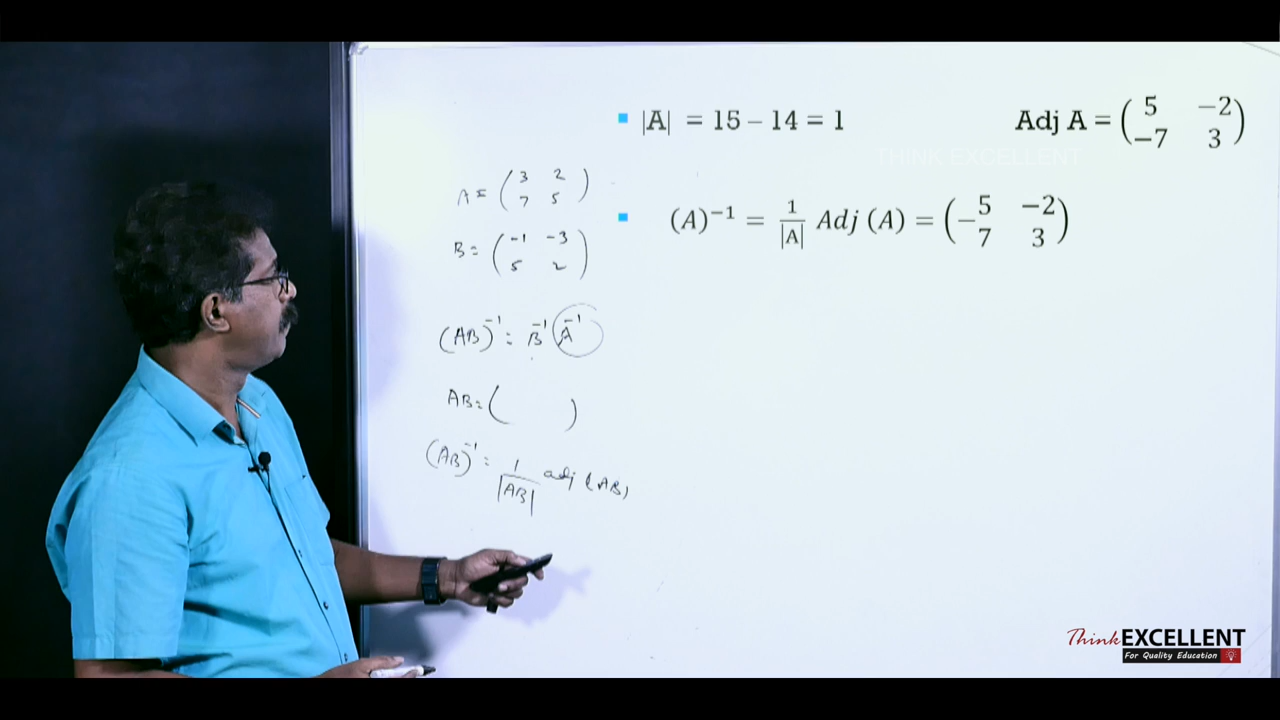 |A| = 15 – 14 = 1
Adj A = (5 −2
−7 3)
THINK EXCELLENT
(A)⁻¹ = 1/|A| Adj (A) = (−5 −2
7 3)
A = (3 2
7 5)
B = (-1 -3
5 2)
(AB)⁻¹ = B⁻¹ A⁻¹
AB = ( )
(AB)⁻¹ = 1/|AB| adj (AB)
Think EXCELLENT
For Quality Education